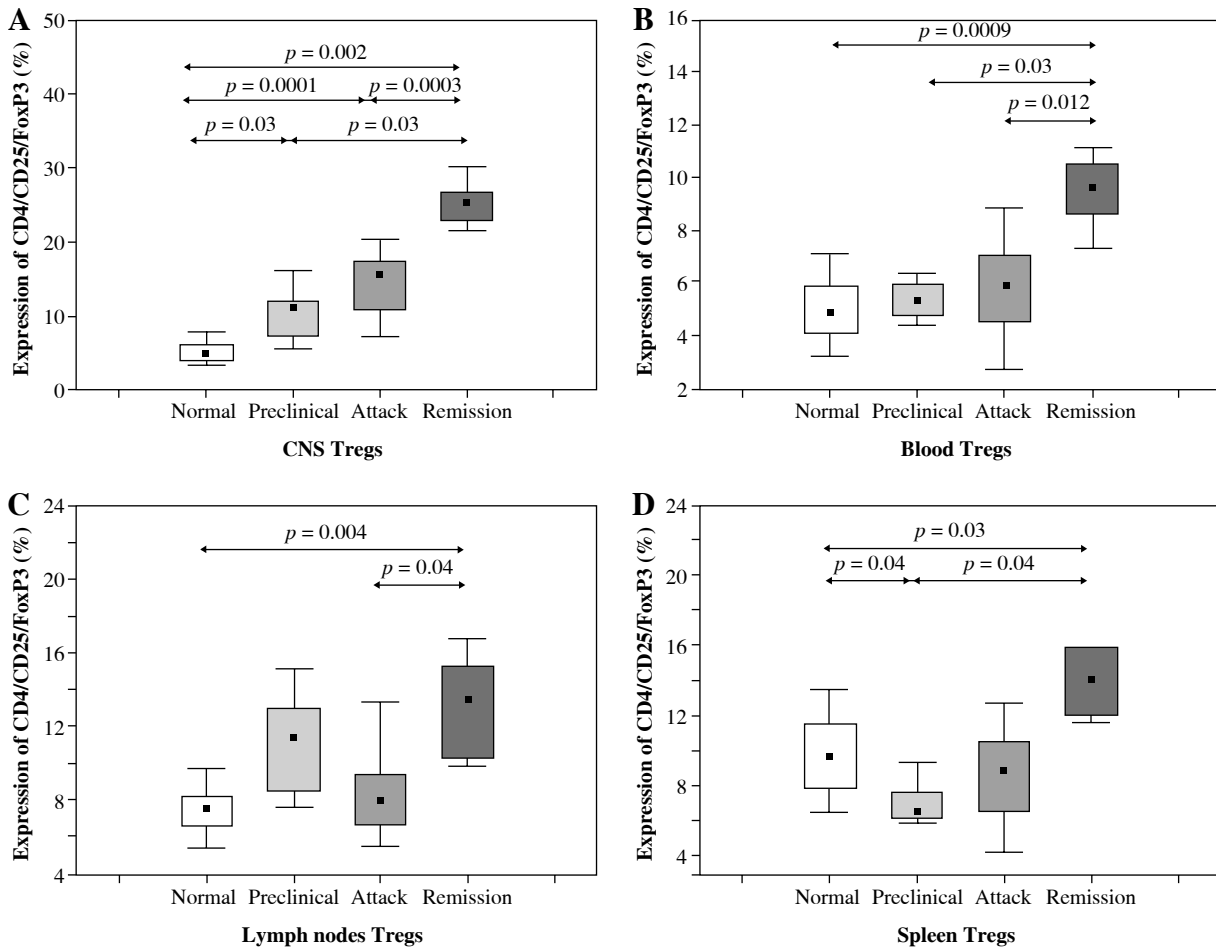 A
Expression of CD4/CD25/FoxP3 (%)
50
40
30
20
10
0
p = 0.002
p = 0.0001
p = 0.0003
p = 0.03
p = 0.03
Normal Preclinical Attack Remission
CNS Tregs
B
Expression of CD4/CD25/FoxP3 (%)
16
14
12
10
8
6
4
2
p = 0.0009
p = 0.03
p = 0.012
Normal Preclinical Attack Remission
Blood Tregs
C
Expression of CD4/CD25/FoxP3 (%)
24
20
16
12
8
4
p = 0.004
p = 0.04
Normal Preclinical Attack Remission
Lymph nodes Tregs
D
Expression of CD4/CD25/FoxP3 (%)
24
20
16
12
8
4
p = 0.03
p = 0.04
p = 0.04
Normal Preclinical Attack Remission
Spleen Tregs